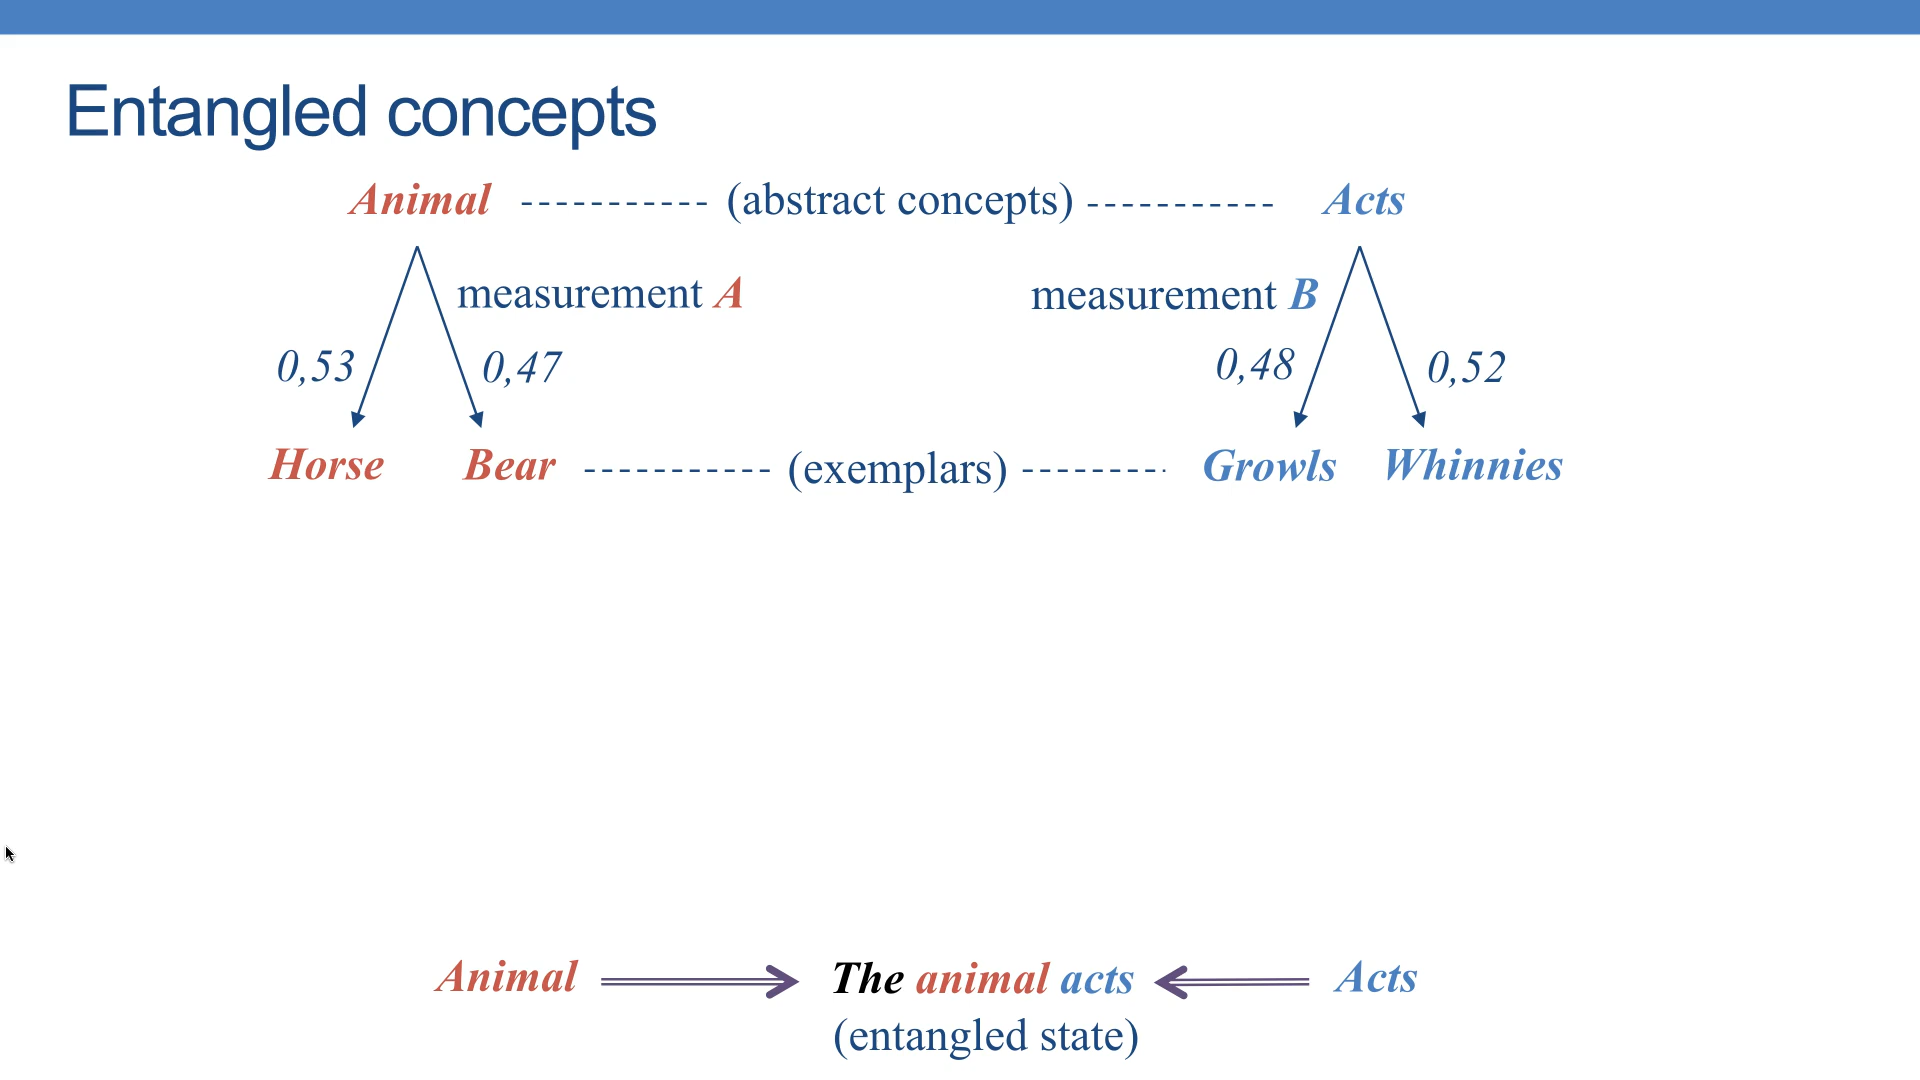 Entangled concepts
Animal ----------- (abstract concepts) ----------- Acts
measurement A measurement B
0,53 0,47 0,48 0,52
Horse Bear ----------- (exemplars) --------- Growls Whinnies
Animal The animal acts Acts
(entangled state)